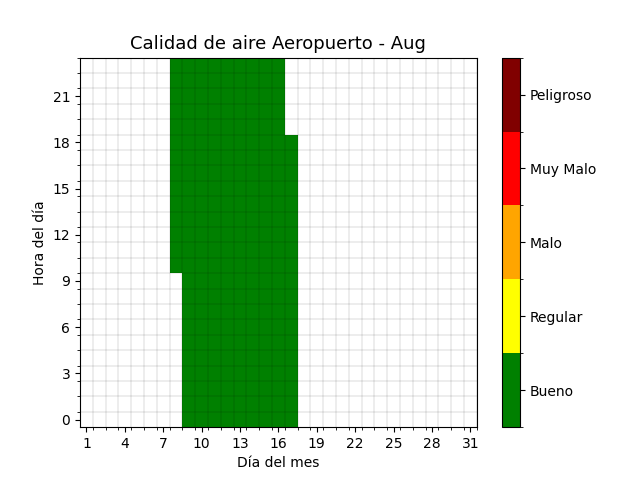 Calidad de aire Aeropuerto - Aug
Hora del día
21
18
15
12
9
6
3
0
1 4 7 10 13 16 19 22 25 28 31
Día del mes
Peligroso
Muy Malo
Malo
Regular
Bueno